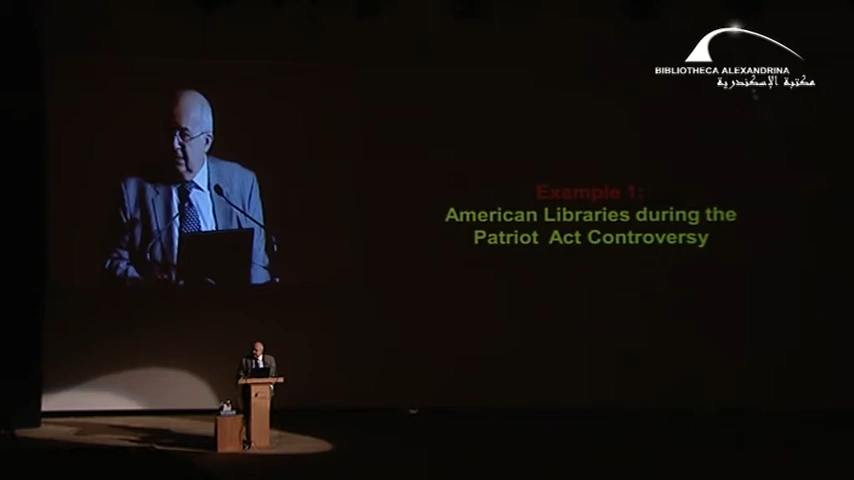 BIBLIOTHECA ALEXANDRINA
مكتبة الإسكندرية
Example 1:
American Libraries during the
Patriot Act Controversy